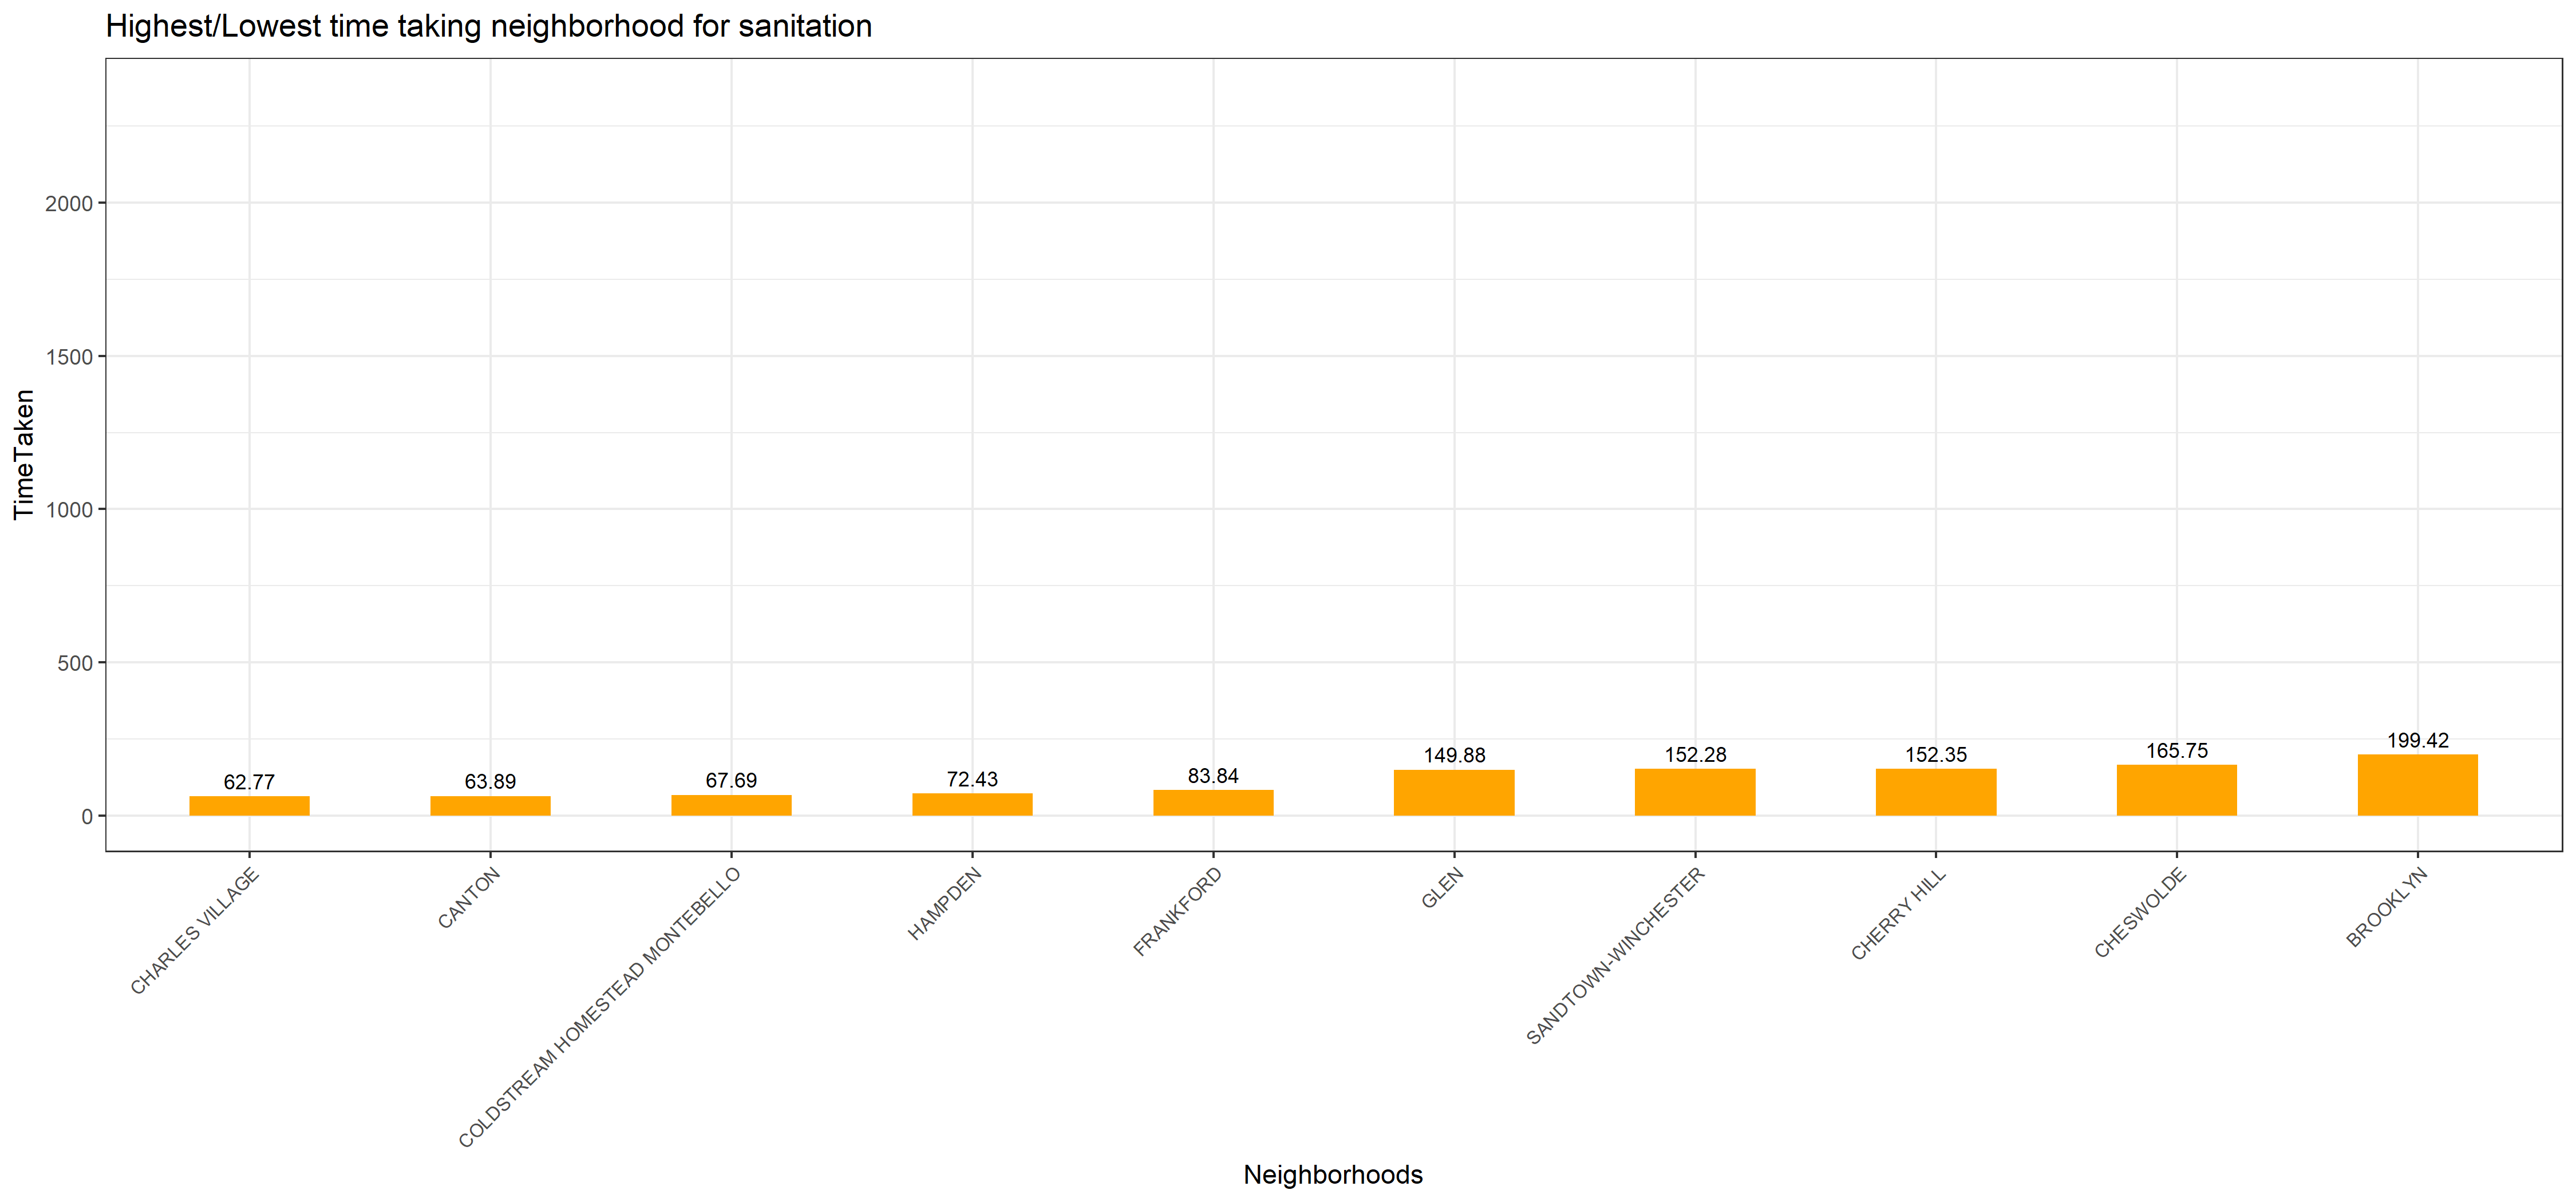 Highest/Lowest time taking neighborhood for sanitation
TimeTaken
2000
1500
1000
500
0
62.77
63.89
67.69
72.43
83.84
149.88
152.28
152.35
165.75
199.42
CHARLES VILLAGE
CANTON
COLDSTREAM HOMESTEAD MONTEBELLO
HAMPDEN
FRANKFORD
GLEN
SANDTOWN-WINCHESTER
CHERRY HILL
CHESWOLDE
BROOKLYN
Neighborhoods